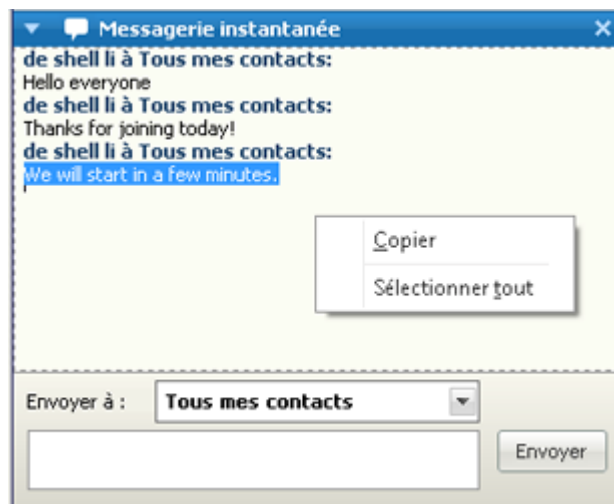 Messagerie instantanée
de shell li à Tous mes contacts:
Hello everyone
de shell li à Tous mes contacts:
Thanks for joining today!
de shell li à Tous mes contacts:
We will start in a few minutes.
Copier
Sélectionner tout
Envoyer à : Tous mes contacts
Envoyer